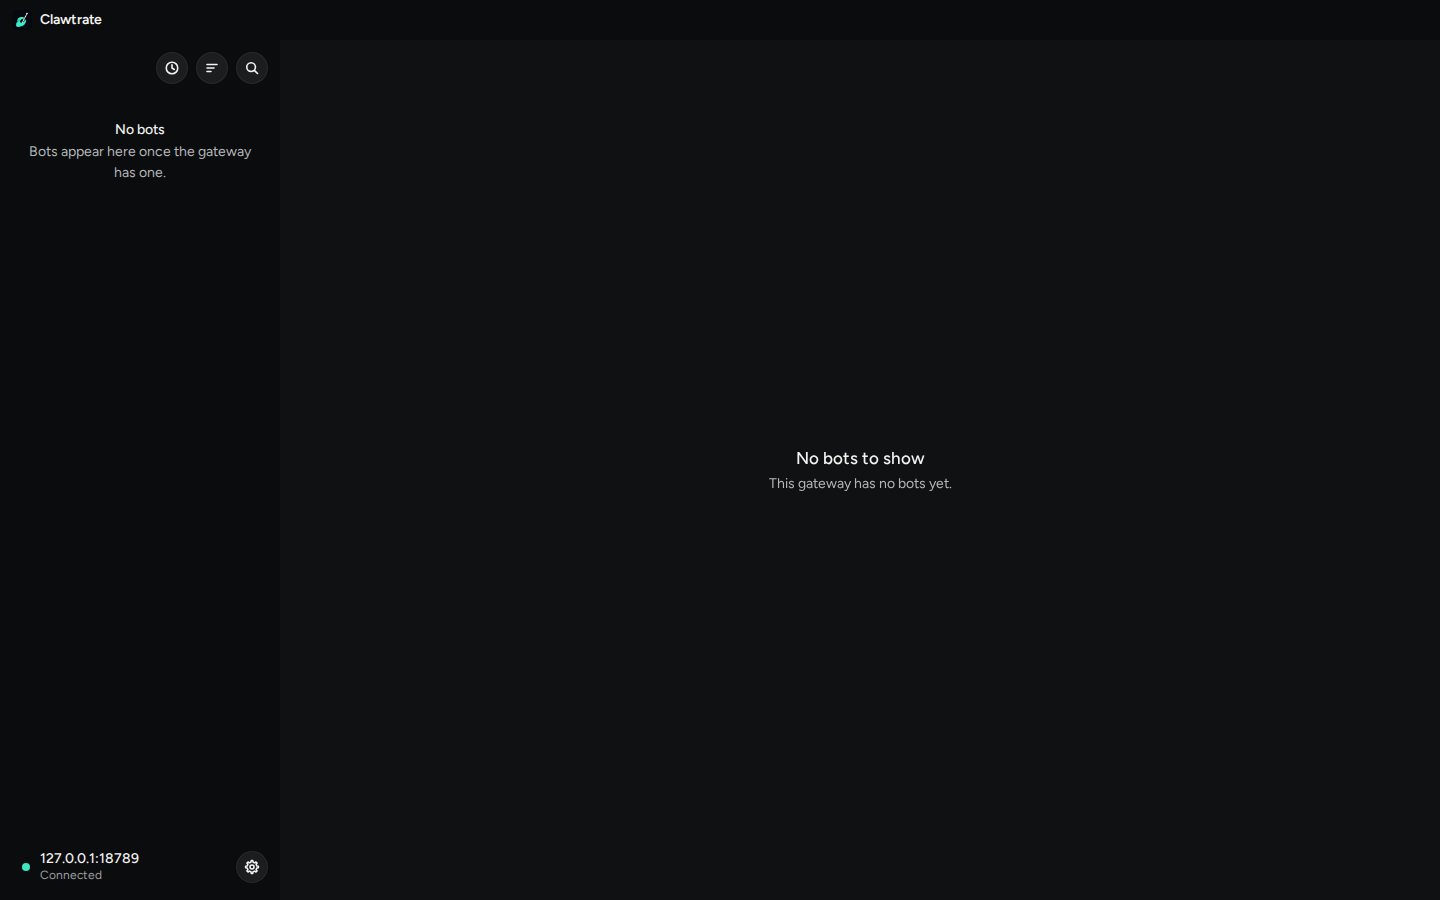 Clawtrate
No bots
Bots appear here once the gateway
has one.
No bots to show
This gateway has no bots yet.
127.0.0.1:18789
Connected